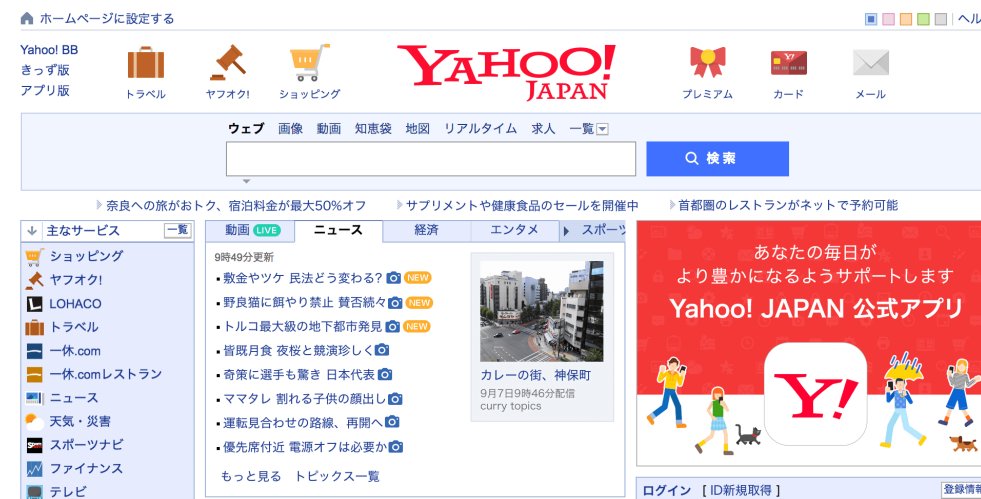 ホームページに設定する
ヘル
Yahoo! BB
きっず版
アプリ版
トラベル
ヤフオク!
ショッピング
YAHOO!
JAPAN
プレミアム
カード
メール
ウェブ 画像 動画 知恵袋 地図 リアルタイム 求人 一覧
検索
奈良への旅がおトク、宿泊料金が最大50%オフ
サプリメントや健康食品のセールを開催中
首都圏のレストランがネットで予約可能
主なサービス 一覧
ショッピング
ヤフオク!
LOHACO
トラベル
一休.com
一休.comレストラン
ニュース
天気・災害
スポーツナビ
ファイナンス
テレビ
動画 LIVE ニュース 経済 エンタメ スポーツ
9時49分更新
敷金やツケ 民法どう変わる? NEW
野良猫に餌やり禁止 賛否続々 NEW
トルコ最大級の地下都市発見 NEW
皆既月食 夜桜と競演珍しく
奇策に選手も驚き 日本代表
ママタレ 割れる子供の顔出し
運転見合わせの路線、再開へ
優先席付近 電源オフは必要か
もっと見る トピックス一覧
カレーの街、神保町
9月7日9時46分配信
curry topics
あなたの毎日が
より豊かになるようサポートします
Yahoo! JAPAN 公式アプリ
Y!
ログイン [ ID新規取得 ]
登録情報